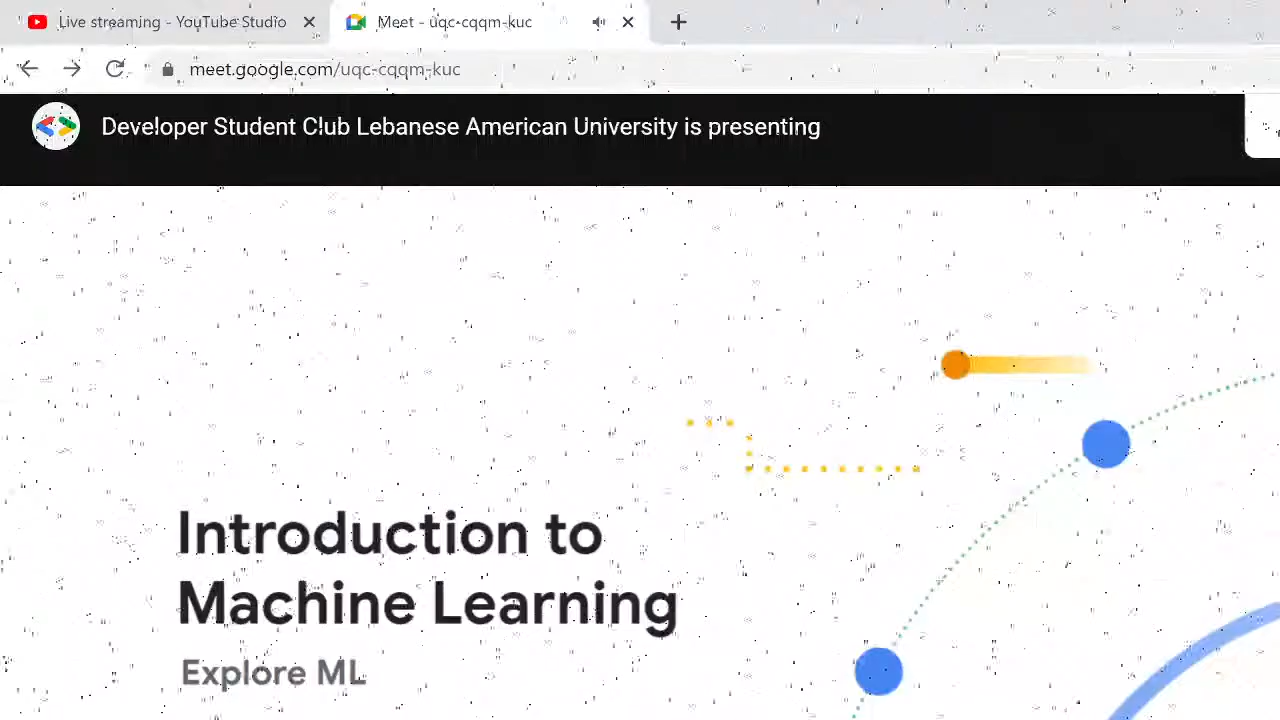 Live streaming - YouTube Studio
Meet - uqc-cqqm-kuc
meet.google.com/uqc-cqqm-kuc
Developer Student Club Lebanese American University is presenting
Introduction to
Machine Learning
Explore ML